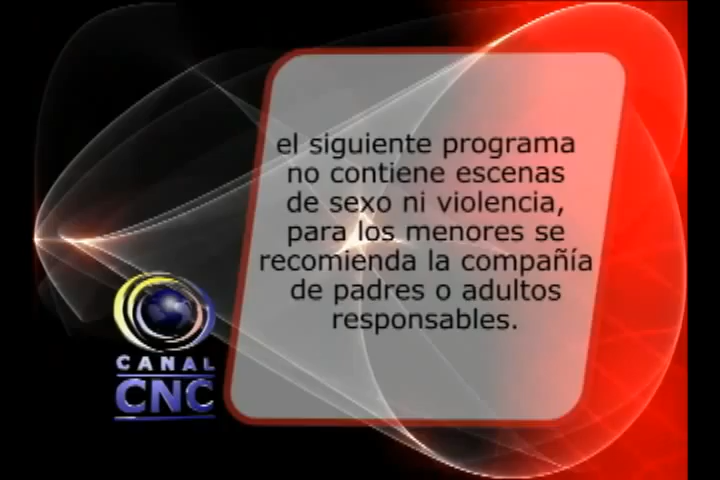 el siguiente programa
no contiene escenas
de sexo ni violencia,
para los menores se
recomienda la compañía
de padres o adultos
responsables.
CANAL
CNC